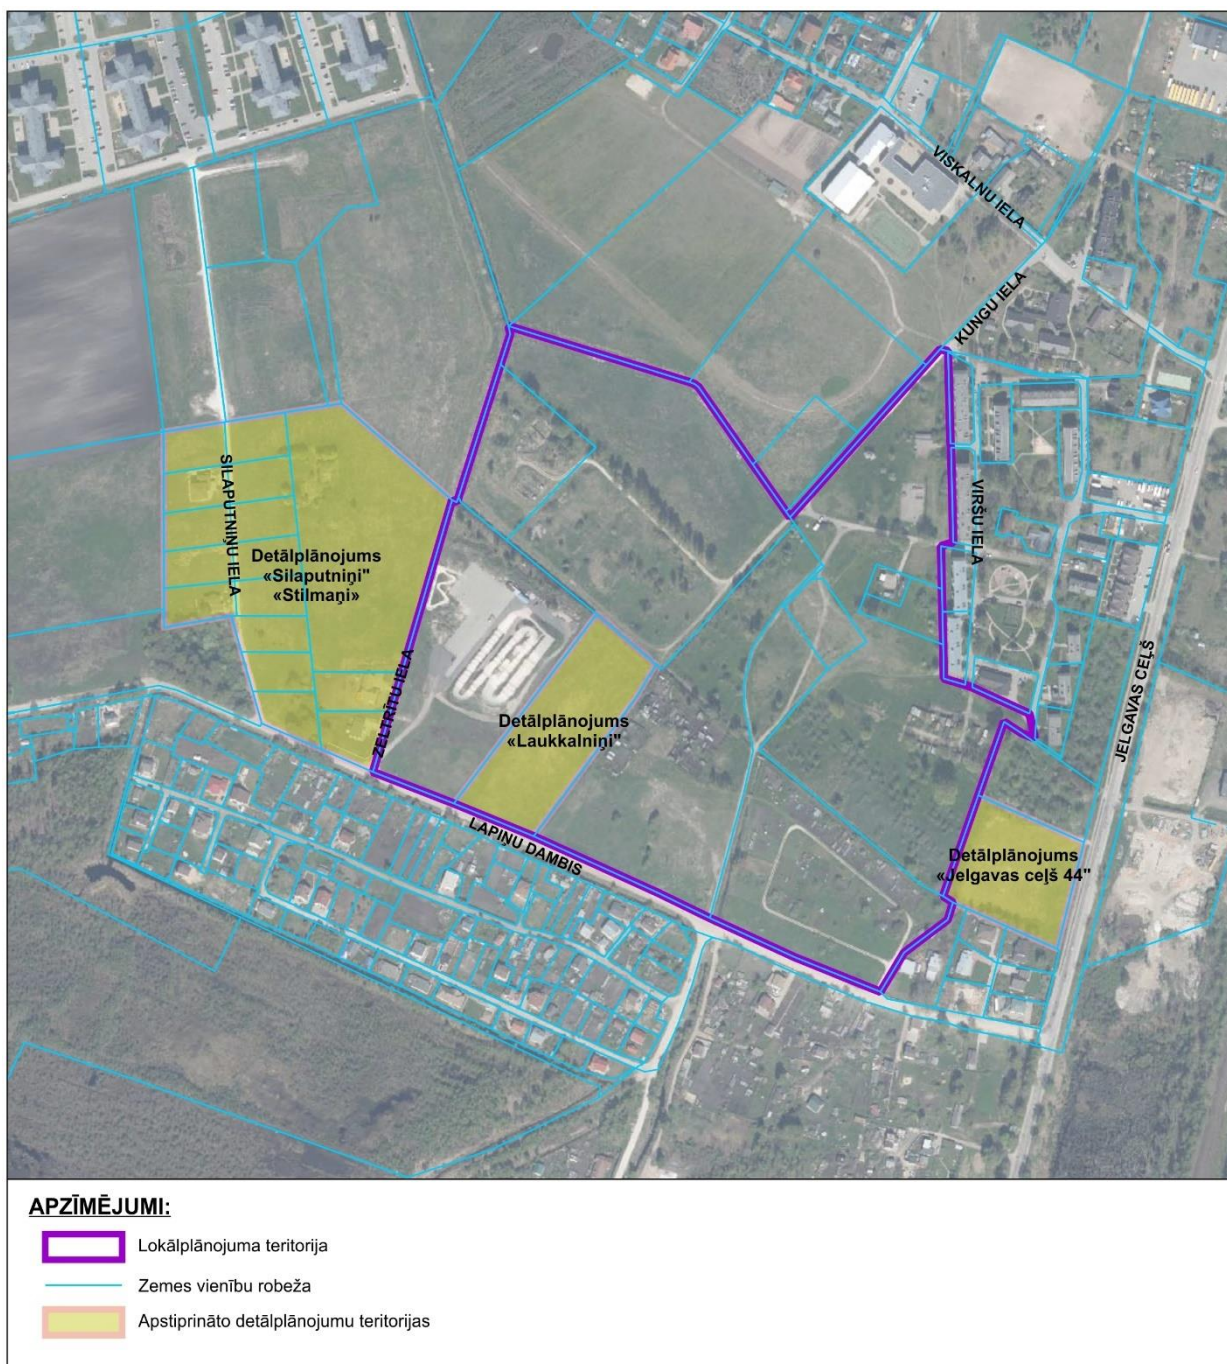 VISKALNU IELA
KUNGU IELA
SILAPUTNIŅU IELA
VIRŠU IELA
Detālplānojums
«Silaputniņi"
«Stilmaņi»
ZELTRĪTU IELA
JELGAVAS CEĻŠ
Detālplānojums
«Laukkalniņi"
LAPIŅU DAMBIS
Detālplānojums
«Jelgavas ceļš 44"
APZĪMĒJUMI:
Lokālplānojuma teritorija
Zemes vienību robeža
Apstiprināto detālplānojumu teritorijas